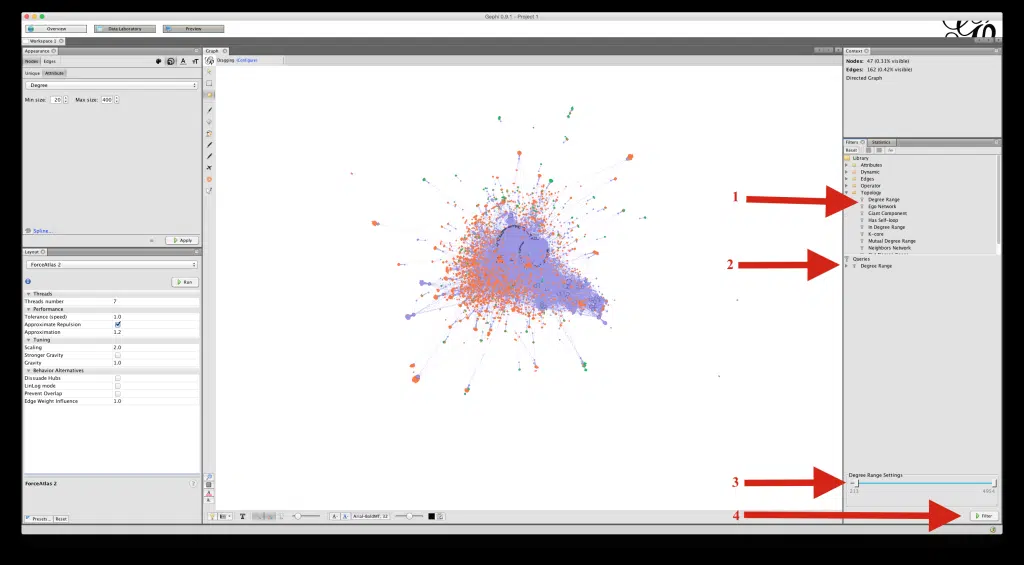 Gephi 0.9.1 - Project 1
Overview
Data Laboratory
Preview
Workspace 1
Appearance
Nodes Edges
Unique Attribute
Degree
Min size: 20 Max size: 400
Spline...
Apply
Layout
ForceAtlas 2
Run
Threads
Threads number 7
Performance
Tolerance (speed) 1.0
Approximate Repulsion
Approximation 1.2
Tuning
Scaling 2.0
Stronger Gravity
Gravity 1.0
Behavior Alternatives
Dissuade Hubs
LinLog mode
Prevent Overlap
Edge Weight Influence 1.0
ForceAtlas 2
Presets... Reset
Graph
Dragging (Configure)
T
A- A- Arial-BoldMT, 32
Context
Nodes: 47 (0.33% visible)
Edges: 162 (0.42% visible)
Directed Graph
Filters Statistics
Reset
Library
Attributes
Dynamic
Edges
Operator
Topology
Degree Range
Ego Network
Giant Component
Has Self-loop
In Degree Range
K-core
Mutual Degree Range
Neighbors Network
Queries
Degree Range
Degree Range Settings
Filter
1
2
3
4